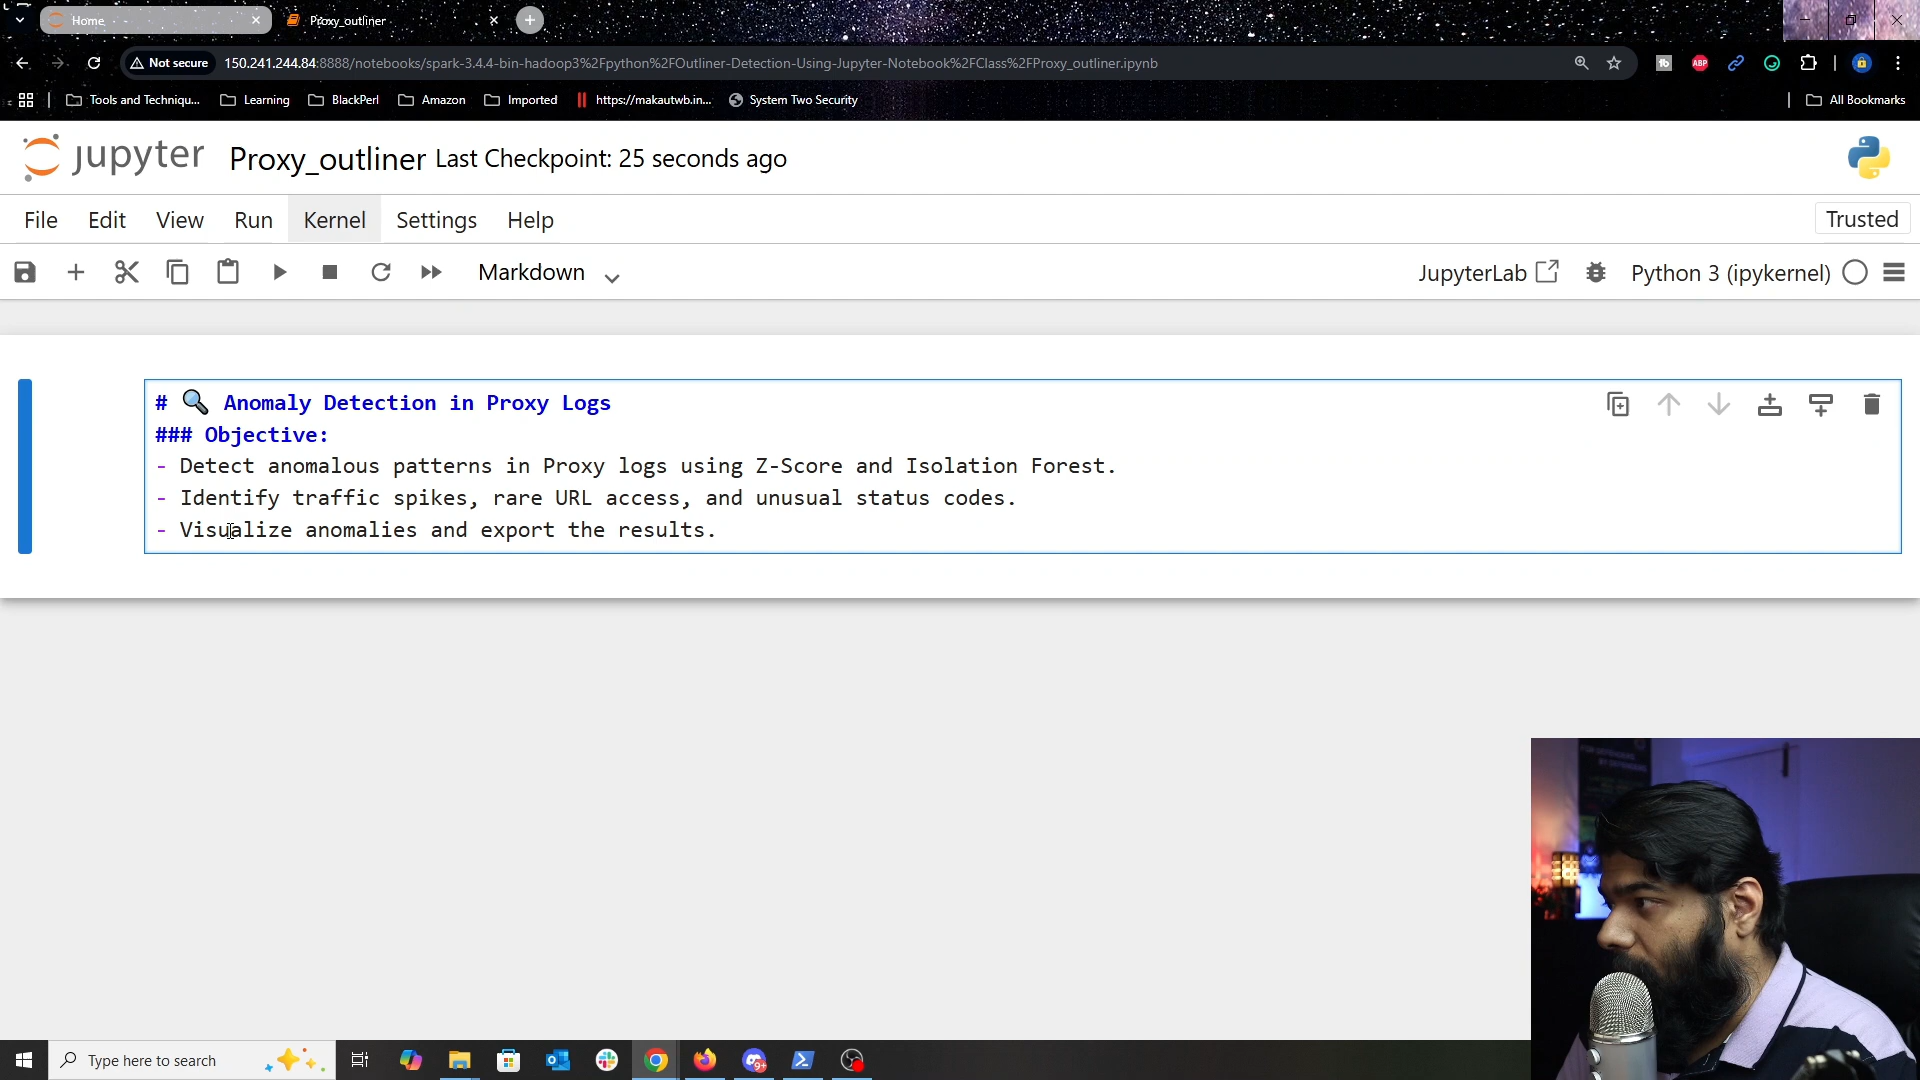 Home
Proxy_outliner
Not secure
150.241.244.84:8888/notebooks/spark-3.4.4-bin-hadoop3%2Fpython%2FOutliner-Detection-Using-Jupyter-Notebook%2FClass%2FProxy_outliner.ipynb
ABP
Tools and Techniqu...
Learning
BlackPerl
Amazon
Imported
https://makautwb.in...
System Two Security
All Bookmarks
jupyter
Proxy_outliner Last Checkpoint: 25 seconds ago
File Edit View Run Kernel Settings Help
Trusted
Markdown
JupyterLab
Python 3 (ipykernel)
# 🔍 Anomaly Detection in Proxy Logs
### Objective:
- Detect anomalous patterns in Proxy logs using Z-Score and Isolation Forest.
- Identify traffic spikes, rare URL access, and unusual status codes.
- Visualize anomalies and export the results.
Type here to search
9+